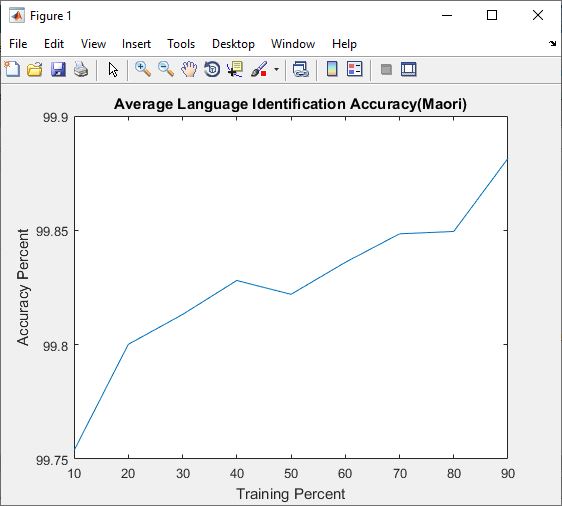 Figure 1
File Edit View Insert Tools Desktop Window Help
Average Language Identification Accuracy(Maori)
99.9
99.85
99.8
99.75
Accuracy Percent
10 20 30 40 50 60 70 80 90
Training Percent